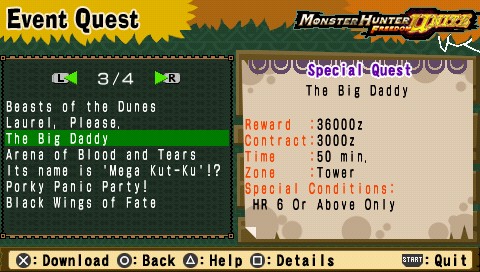 Event Quest
MONSTER HUNTER
FREEDOM UNITE
L 3/4 R
Beasts of the Dunes
Laurel, Please.
The Big Daddy
Arena of Blood and Tears
Its name is 'Mega Kut-Ku'!?
Porky Panic Party!
Black Wings of Fate
Special Quest
The Big Daddy
Reward :36000z
Contract:3000z
Time :50 min.
Zone :Tower
Special Conditions:
HR 6 Or Above Only
: Download : Back : Help : Details START: Quit